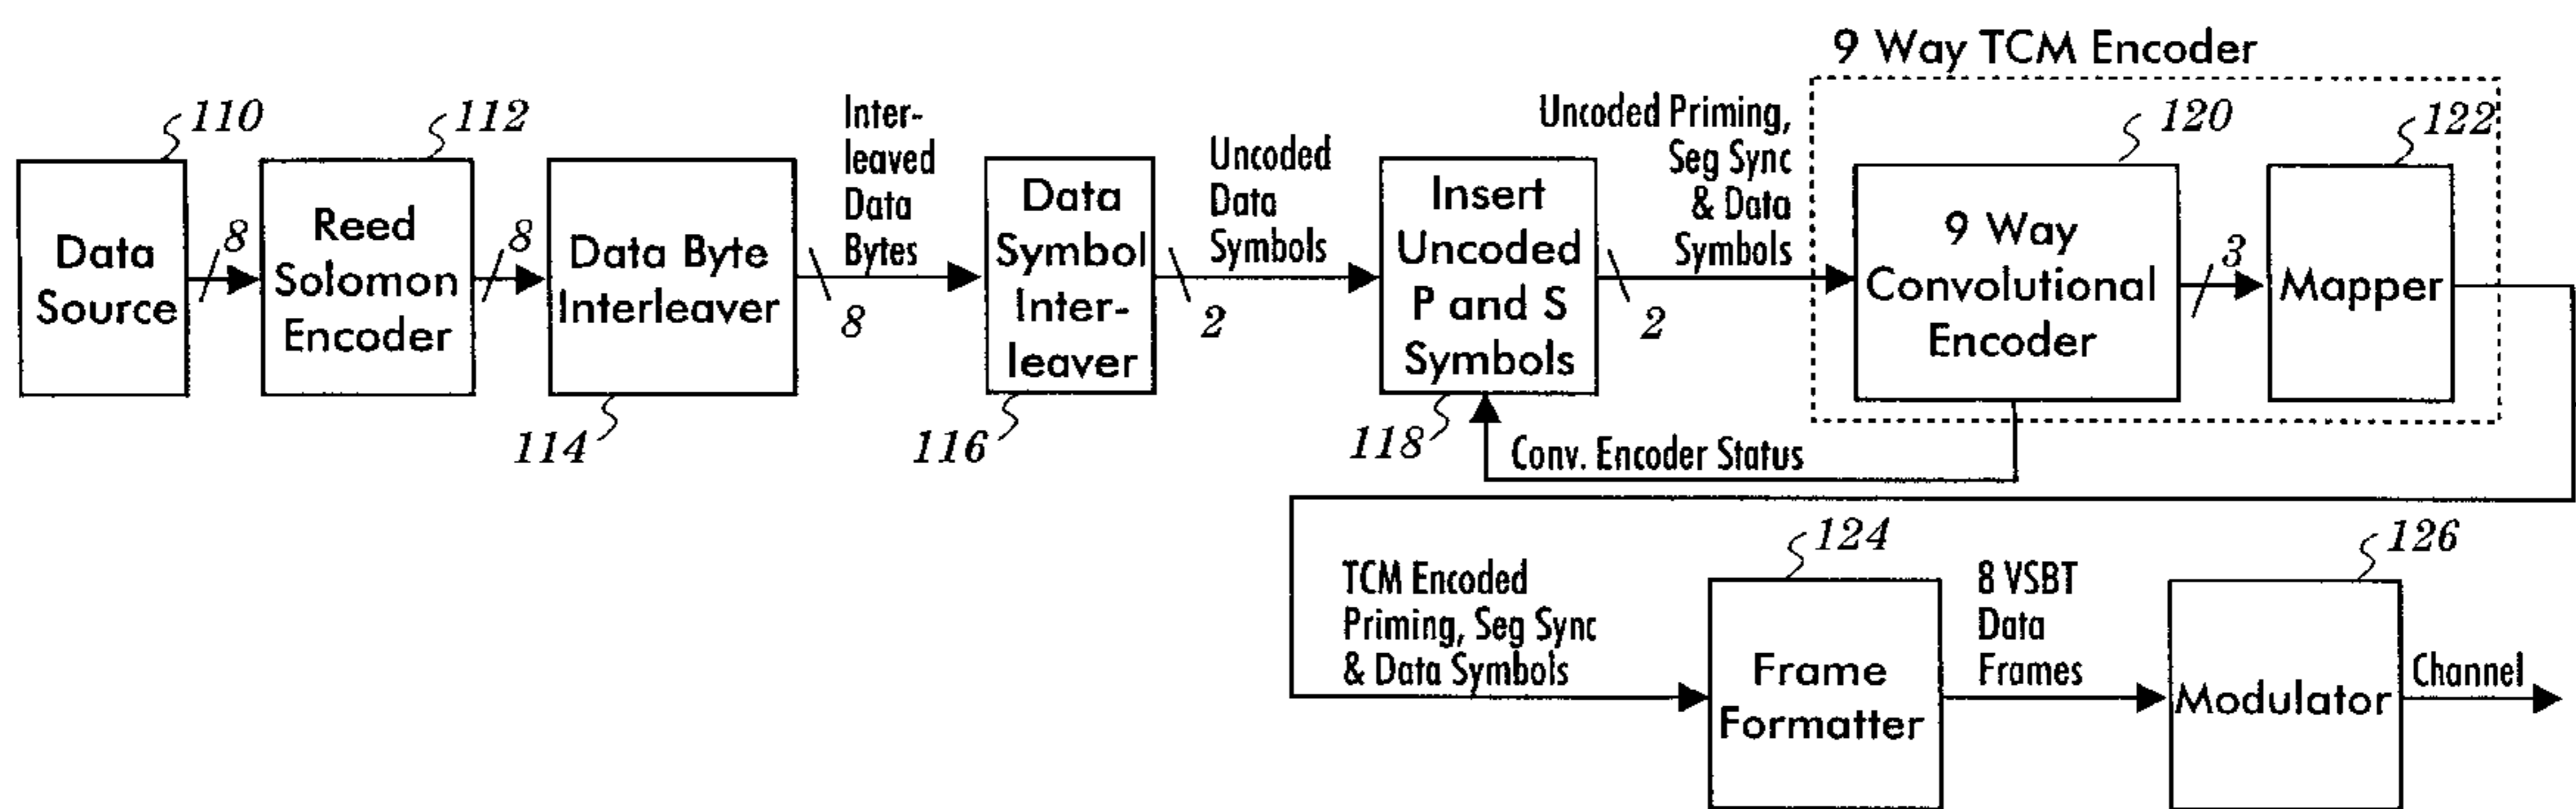 9 Way TCM Encoder
110
112
Inter-
leaved
Data
Bytes
Uncoded
Data
Symbols
Uncoded Priming,
Seg Sync
& Data
Symbols
120
122
Data
Source
8
Reed
Solomon
Encoder
8
Data Byte
Interleaver
8
Data
Symbol
Inter-
leaver
2
Insert
Uncoded
P and S
Symbols
2
9 Way
Convolutional
Encoder
3
Mapper
114
116
118
Conv. Encoder Status
124
126
TCM Encoded
Priming, Seg Sync
& Data Symbols
Frame
Formatter
8 VSBT
Data
Frames
Modulator
Channel